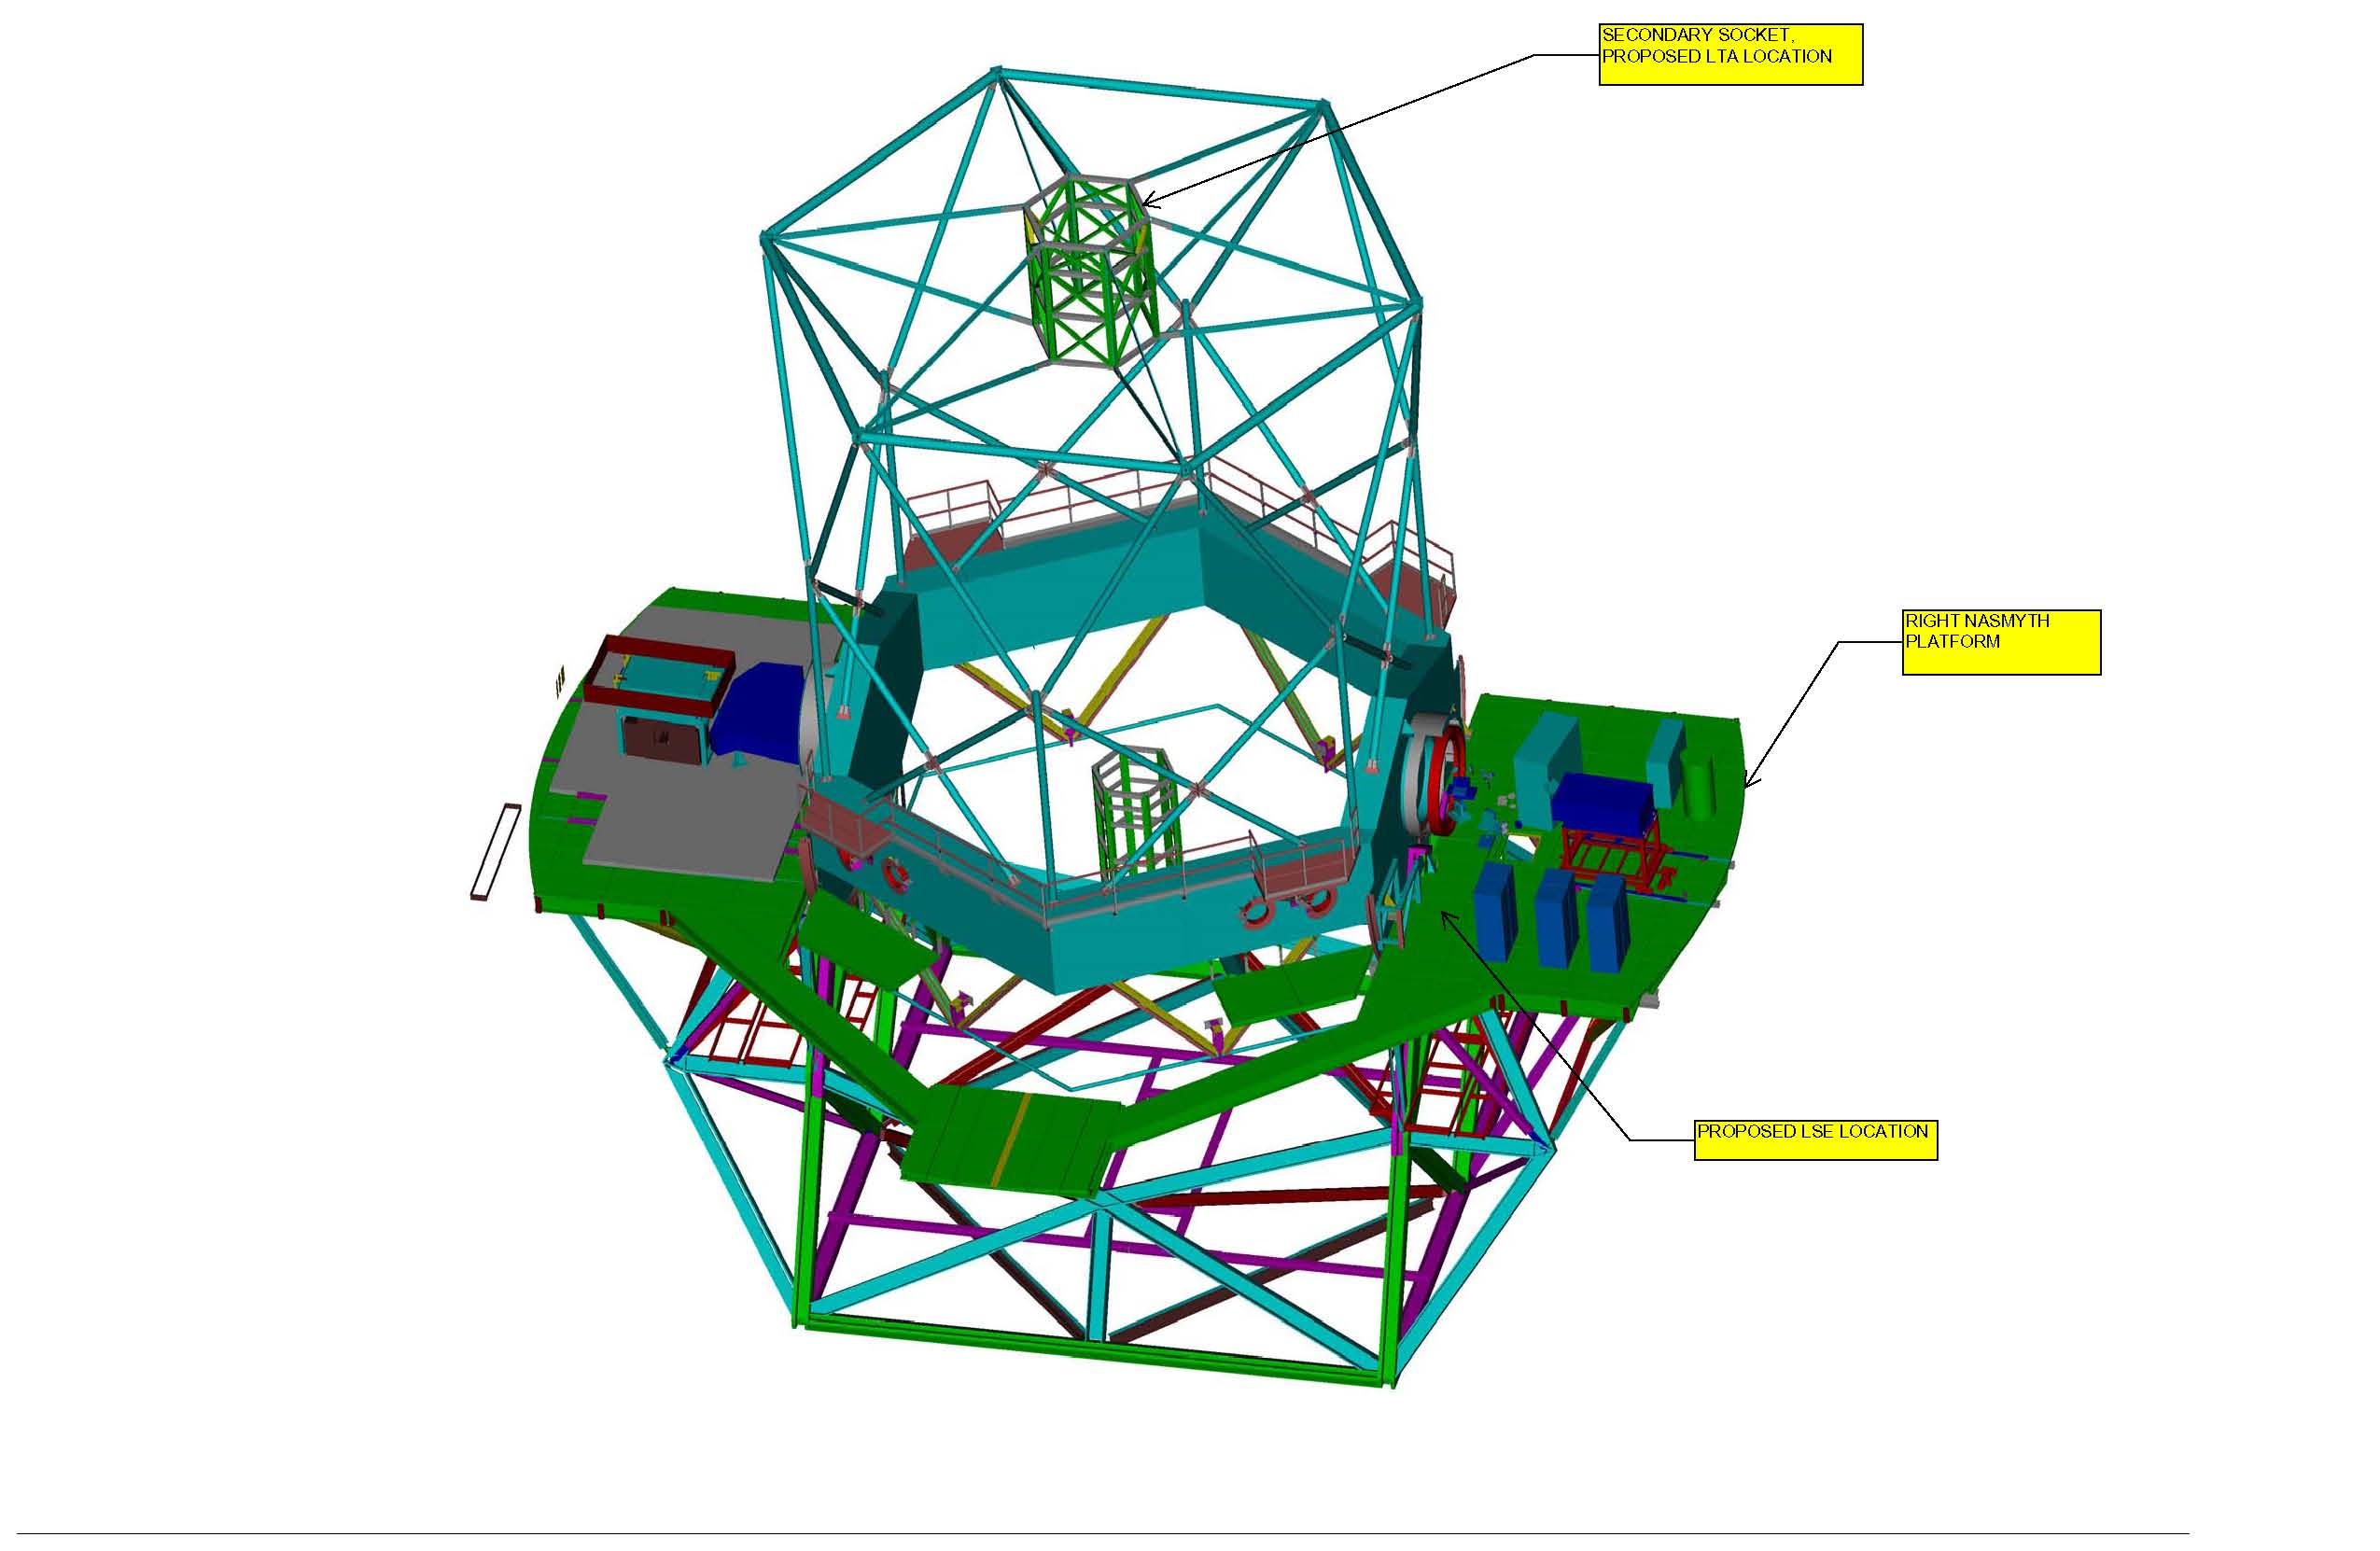 SECONDARY SOCKET,
PROPOSED LTA LOCATION
RIGHT NASMYTH
PLATFORM
PROPOSED LSE LOCATION